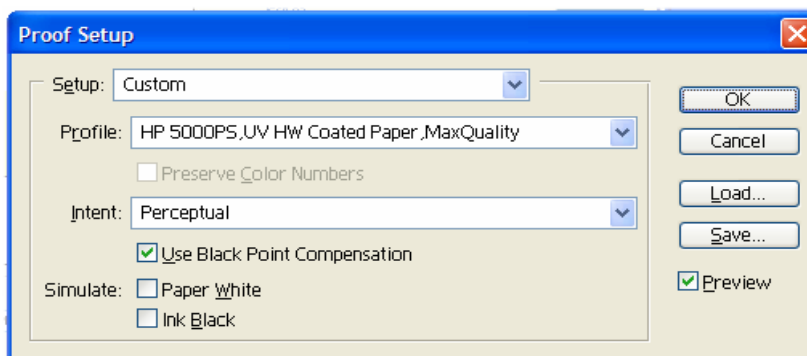 Proof Setup
Setup: Custom
OK
Profile: HP 5000PS,UV HW Coated Paper,MaxQuality
Cancel
Preserve Color Numbers
Load...
Intent: Perceptual
Save...
Use Black Point Compensation
Simulate: Paper White
Preview
Ink Black